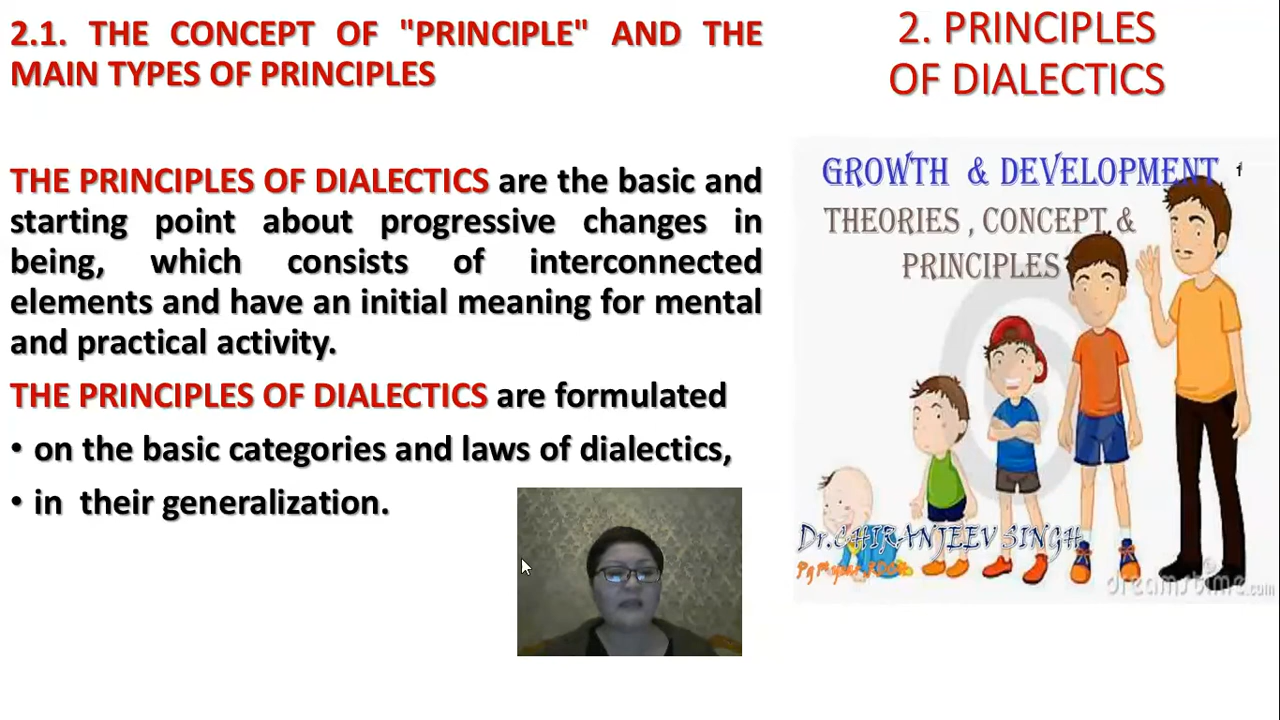 2.1. THE CONCEPT OF "PRINCIPLE" AND THE
MAIN TYPES OF PRINCIPLES
THE PRINCIPLES OF DIALECTICS are the basic and
starting point about progressive changes in
being, which consists of interconnected
elements and have an initial meaning for mental
and practical activity.
THE PRINCIPLES OF DIALECTICS are formulated
• on the basic categories and laws of dialectics,
• in their generalization.
2. PRINCIPLES
OF DIALECTICS
GROWTH & DEVELOPMENT
THEORIES , CONCEPT &
PRINCIPLES
Dr.CHIRANJEEV SINGH
dreamstime.com